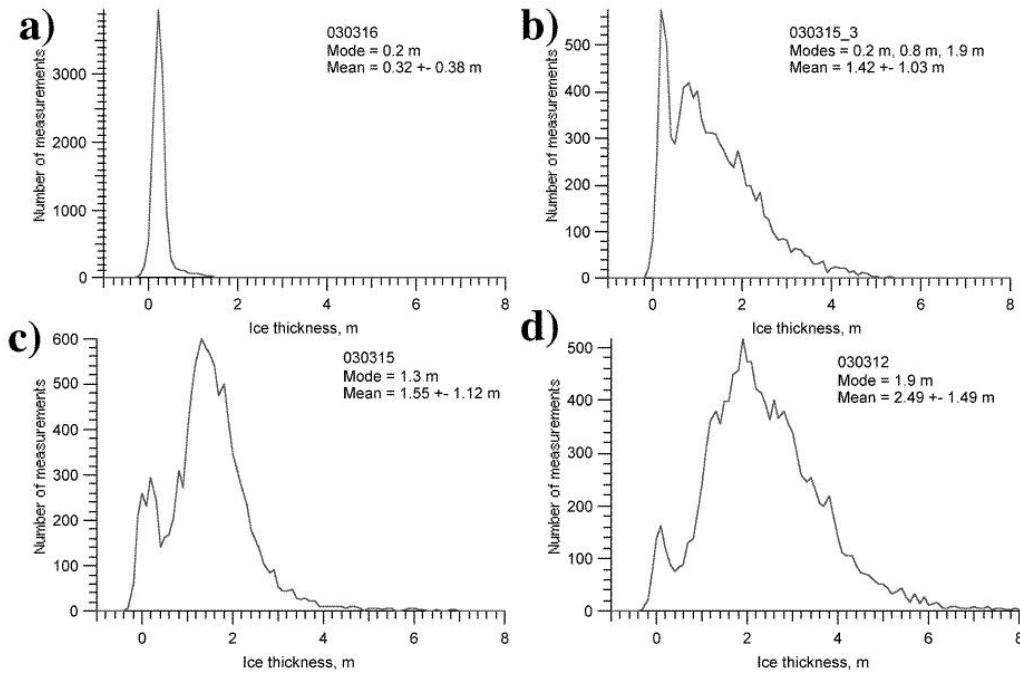 a)
030316
Mode = 0.2 m
Mean = 0.32 +- 0.38 m
Number of measurements
3000
2000
1000
0
0 2 4 6 8
Ice thickness, m
b)
030315_3
Modes = 0.2 m, 0.8 m, 1.9 m
Mean = 1.42 +- 1.03 m
Number of measurements
500
400
300
200
100
0
0 2 4 6 8
Ice thickness, m
c)
030315
Mode = 1.3 m
Mean = 1.55 +- 1.12 m
Number of measurements
600
500
400
300
200
100
0
0 2 4 6 8
Ice thickness, m
d)
030312
Mode = 1.9 m
Mean = 2.49 +- 1.49 m
Number of measurements
500
400
300
200
100
0
0 2 4 6 8
Ice thickness, m